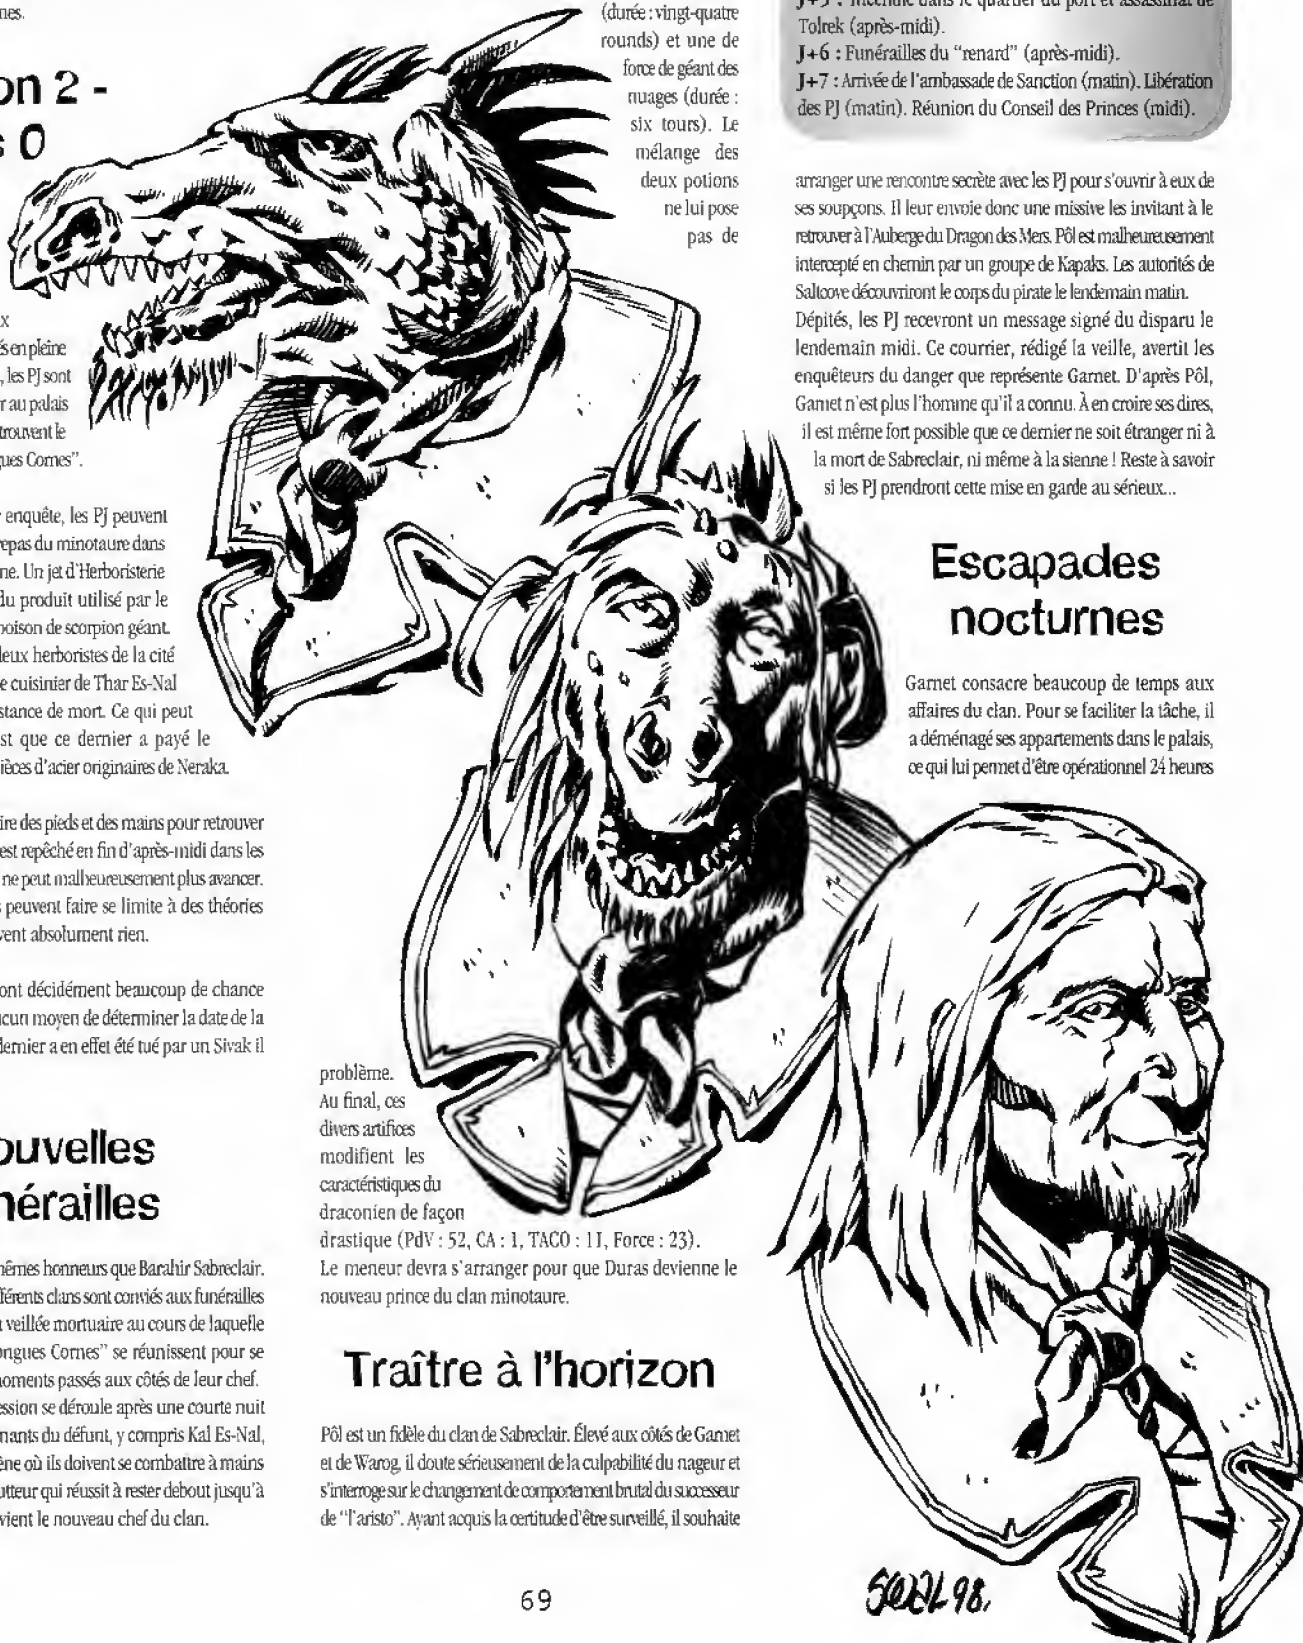 nes.
on 2 -
s 0
x
és en pleine
, les PJ sont
r au palais
trouvent le
ues Cornes”.
r enquête, les PJ peuvent
repas du minotaure dans
ne. Un jet d'Herboristerie
du produit utilisé par le
poison de scorpion géant.
deux herboristes de la cité
e cuisinier de Thar Es-Nal
stance de mort. Ce qui peut
st que ce dernier a payé le
ièces d'acier originaires de Neraka.
ire des pieds et des mains pour retrouver
est repêché en fin d'après-midi dans les
ne peut malheureusement plus avancer.
s peuvent faire se limite à des théories
vent absolument rien.
ont décidément beaucoup de chance
ucun moyen de déterminer la date de la
dernier a en effet été tué par un Sivak il
ouvelles
nérailles
mêmes honneurs que Barahir Sabreclair.
fférents clans sont conviés aux funérailles
a veillée mortuaire au cours de laquelle
ongues Cornes” se réunissent pour se
moments passés aux côtés de leur chef.
ession se déroule après une courte nuit
nants du défunt, y compris Kal Es-Nal,
ène où ils doivent se combattre à mains
utteur qui réussit à rester debout jusqu'à
vient le nouveau chef du clan.
(durée : vingt-quatre
rounds) et une de
force de géant des
nuages (durée :
six tours). Le
mélange des
deux potions
ne lui pose
pas de
problème.
Au final, ces
divers artifices
modifient les
caractéristiques du
draconien de façon
drastique (PdV : 52, CA : 1, TACO : 11, Force : 23).
Le meneur devra s'arranger pour que Duras devienne le
nouveau prince du clan minotaure.
Traître à l'horizon
Pôl est un fidèle du clan de Sabreclair. Élevé aux côtés de Garnet
et de Warog, il doute sérieusement de la culpabilité du nageur et
s'interroge sur le changement de comportement brutal du successeur
de “l'aristo”. Ayant acquis la certitude d'être surveillé, il souhaite
J+5 : Incendie dans le quartier du port et assassinat de
Tolrek (après-midi).
J+6 : Funérailles du “renard” (après-midi).
J+7 : Arrivée de l'ambassade de Sanction (matin). Libération
des PJ (matin). Réunion du Conseil des Princes (midi).
arranger une rencontre secrète avec les PJ pour s'ouvrir à eux de
ses soupçons. Il leur envoie donc une missive les invitant à le
retrouver à l'Auberge du Dragon des Mers. Pôl est malheureusement
intercepté en chemin par un groupe de Kapaks. Les autorités de
Saltcove découvriront le corps du pirate le lendemain matin.
Dépités, les PJ recevront un message signé du disparu le
lendemain midi. Ce courrier, rédigé la veille, avertit les
enquêteurs du danger que représente Garnet. D'après Pôl,
Garnet n'est plus l'homme qu'il a connu. À en croire ses dires,
il est même fort possible que ce dernier ne soit étranger ni à
la mort de Sabreclair, ni même à la sienne ! Reste à savoir
si les PJ prendront cette mise en garde au sérieux...
Escapades
nocturnes
Garnet consacre beaucoup de temps aux
affaires du clan. Pour se faciliter la tâche, il
a déménagé ses appartements dans le palais,
ce qui lui permet d'être opérationnel 24 heures
69
98.